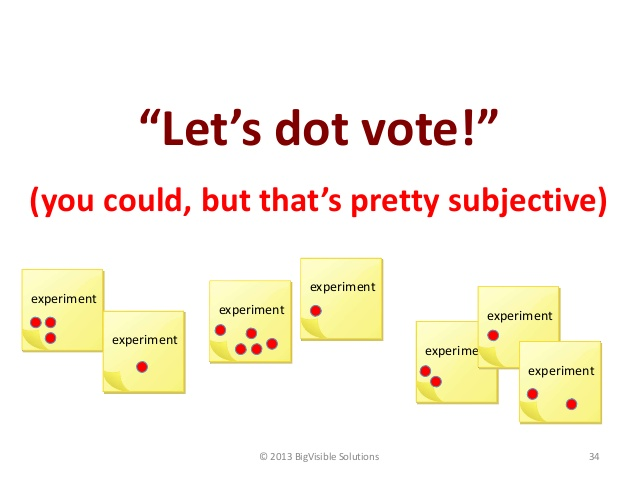 “Let’s dot vote!”
(you could, but that’s pretty subjective)
experiment
experiment
experiment
experiment
experime
experiment
experiment
© 2013 BigVisible Solutions
34